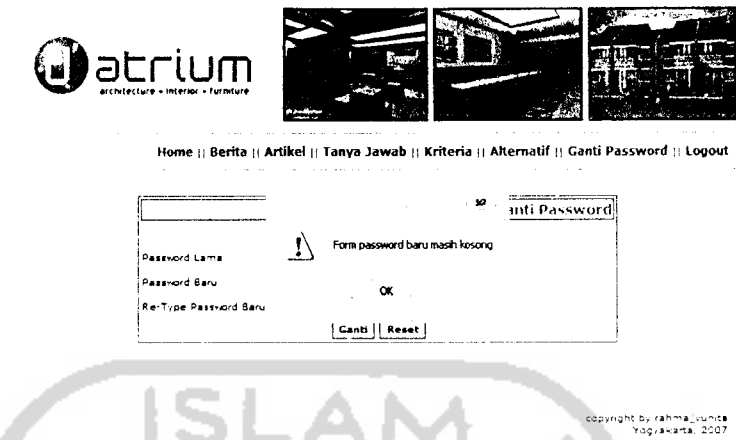 atrium
architecture • interior • furniture
Home || Berita || Artikel || Tanya Jawab || Kriteria || Alternatif || Ganti Password || Logout
anti Password
Form password baru masih kosong
Password Lama
Password Baru
OK
Re-Type Password Baru
Ganti Reset
ISLAM
copyright by rahma_yunita
Yogyakarta, 2007